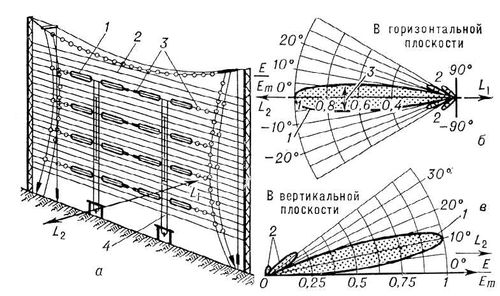 1
2
3
L₁
L₂
4
а
В горизонтальной
плоскости
20°
10°
0°
-10°
-20°
E
Eₘ
L₂
1 0,8 0,6 0,4
3
2
2
1
90°
-90°
L₁
б
В вертикальной
плоскости
30°
20°
10°
0°
1
в
L₂
E
Eₘ
2
0 0,25 0,5 0,75 1